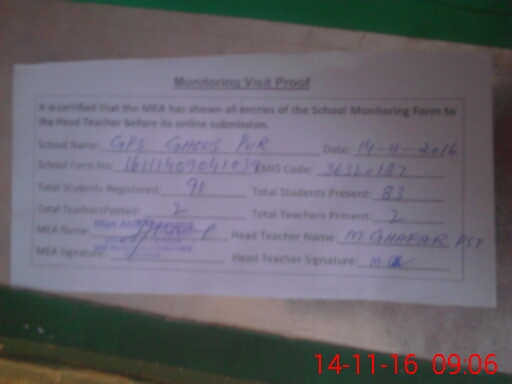 Monitoring Visit Proof
It is certified that the MEA has shown all entries of the School Monitoring Form to
the Head Teacher before its online submission.
School Name: GPS GHOUS PUR Date: 14-11-2016
School Form No: 16111409041039 EMIS Code: 36320187
Total Students Registered: 91 Total Students Present: 83
Total TeachersPosted: 2 Total Teachers Present: 2
MEA Name: Head Teacher Name: M GHAFAR PST
MEA Signature: Head Teacher Signature:
14-11-16 09:06